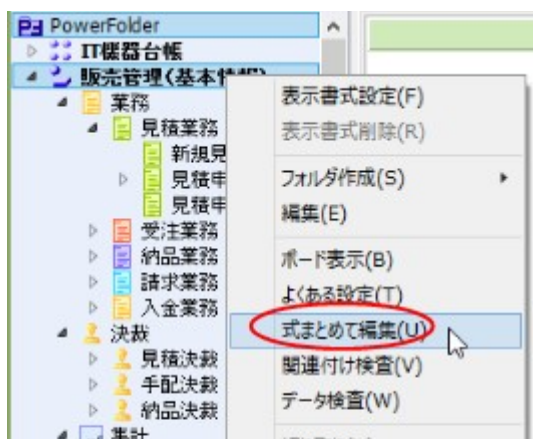 PowerFolder
IT機器台帳
販売管理(基本情報)
業務
見積業務
新規見
見積申
見積申
受注業務
納品業務
請求業務
入金業務
決裁
見積決裁
手配決裁
納品決裁
集計
表示書式設定(F)
表示書式削除(R)
フォルダ作成(S)
編集(E)
ボード表示(B)
よくある設定(T)
式まとめて編集(U)
関連付け検査(V)
データ検査(W)